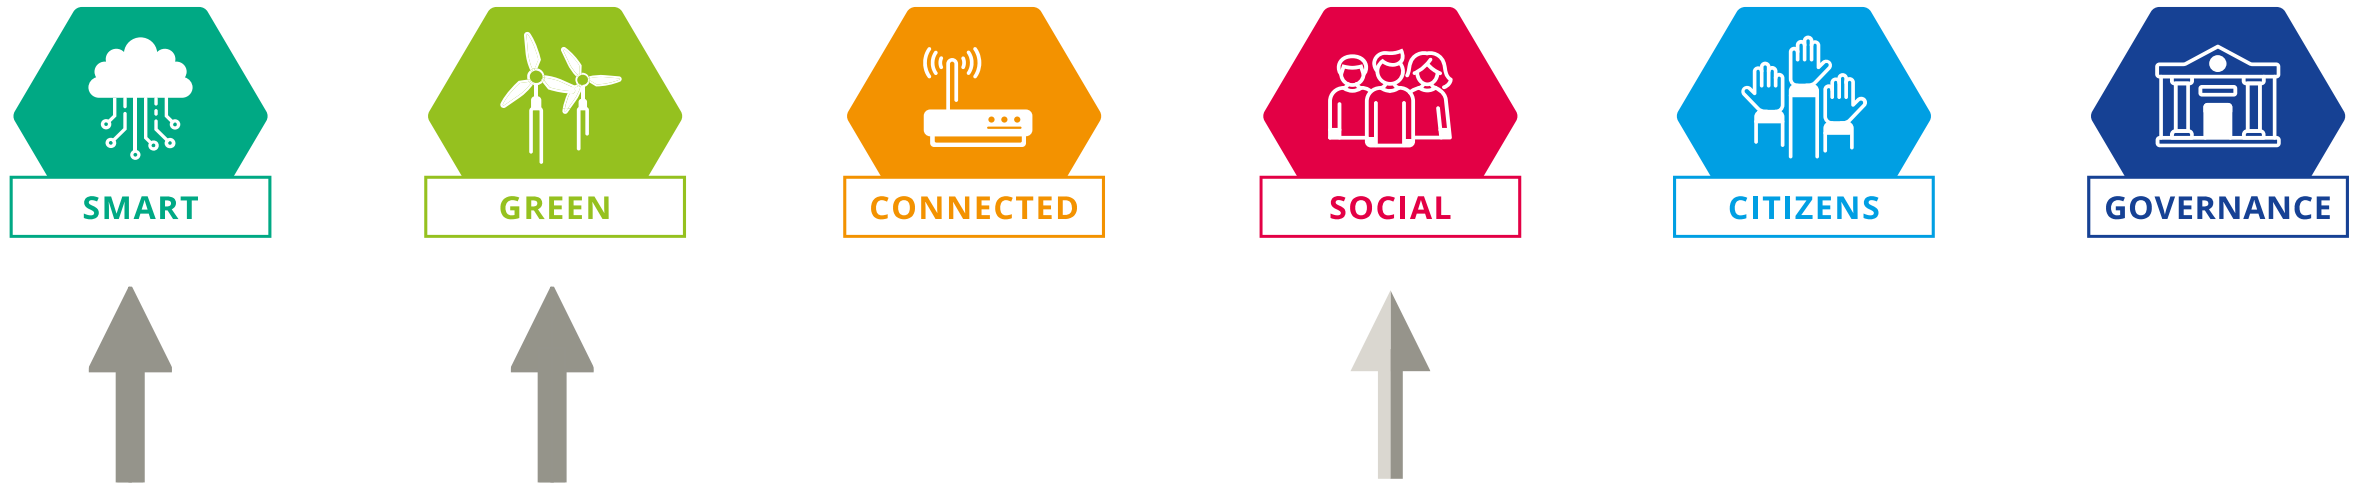 SMART
GREEN
CONNECTED
SOCIAL
CITIZENS
GOVERNANCE